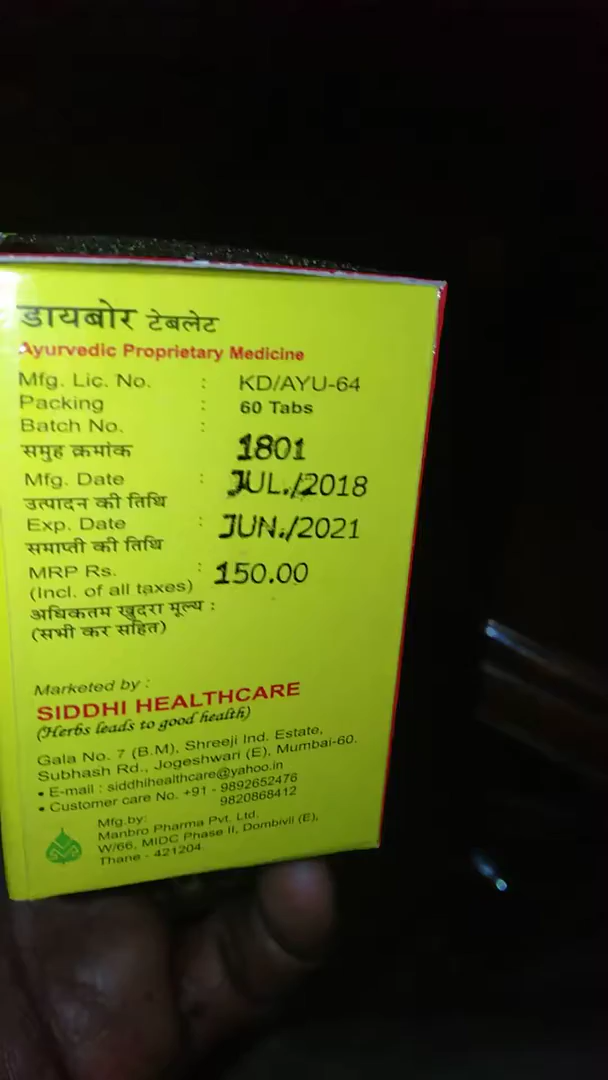 डायबोर टेबलेट
Ayurvedic Proprietary Medicine
Mfg. Lic. No. : KD/AYU-64
Packing : 60 Tabs
Batch No. :
समुह क्रमांक 1801
Mfg. Date : JUL./2018
उत्पादन की तिथि
Exp. Date : JUN./2021
समाप्ती की तिथि
MRP Rs. : 150.00
(Incl. of all taxes)
अधिकतम खुदरा मूल्य :
(सभी कर सहित)
Marketed by :
SIDDHI HEALTHCARE
(Herbs leads to good health)
Gala No. 7 (B.M), Shreeji Ind. Estate,
Subhash Rd., Jogeshwari (E), Mumbai-60.
• E-mail : siddhihealthcare@yahoo.in
• Customer care No. +91 - 9892652476
9820868412
Mfg.by:
Manbro Pharma Pvt. Ltd.
W/66, MIDC Phase II, Dombivli (E),
Thane - 421204.